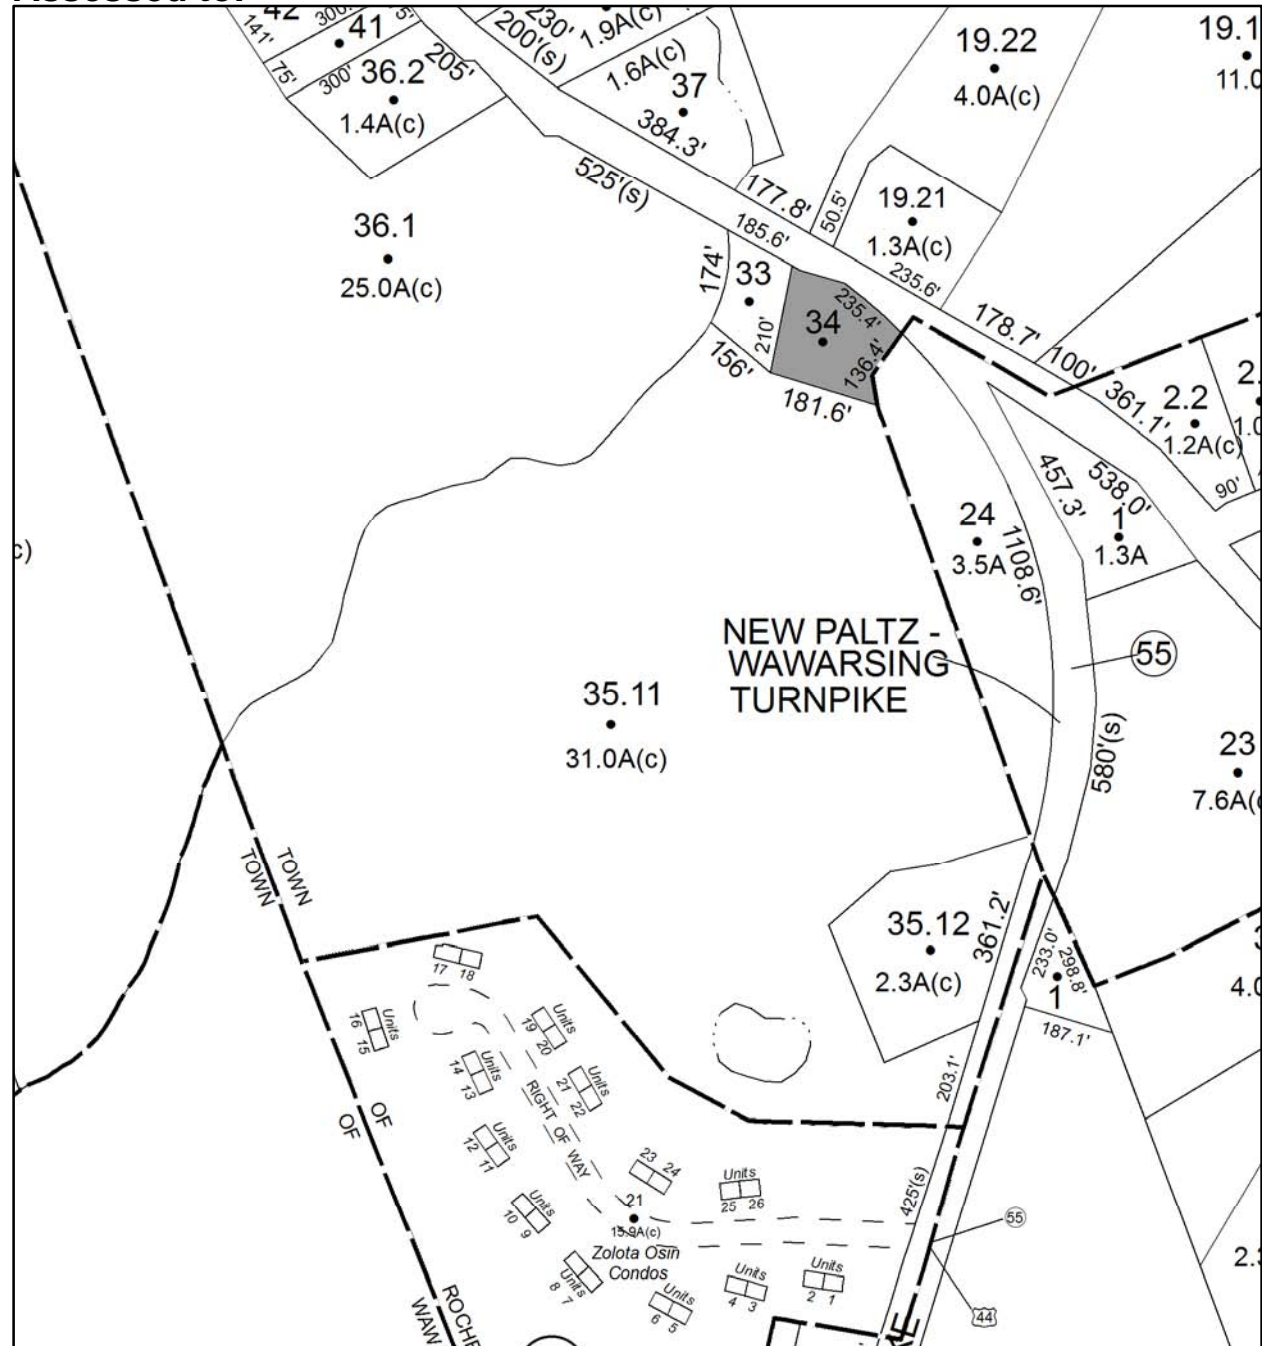 42
300'
5'
41
141'
75'
300'
36.2
1.4A(c)
205'
230'
200'(s)
1.9A(c)
1.6A(c)
37
384.3'
19.22
4.0A(c)
19.1
11.0
525'(s)
177.8'
185.6'
50.5'
19.21
1.3A(c)
235.6'
36.1
25.0A(c)
174'
33
210'
156'
235.4'
34
136.4'
181.6'
178.7'
100'
361.1'
2.2
1.2A(c)
2.
1.0
90'
457.3'
538.0'
1
1.3A
24
3.5A
1108.6'
c)
NEW PALTZ -
WAWARSING
TURNPIKE
55
35.11
31.0A(c)
580'(s)
23
7.6A(c
TOWN
TOWN
35.12
2.3A(c)
361.2'
233.0'
298.8'
1
187.1'
4.0
17 18
16 15
Units
19 20
Units
14 13
Units
21 22
Units
203.1'
OF
OF
RIGHT OF WAY
12 11
Units
23 24
Units
25 26
425'(s)
10 9
Units
21
15.9A(c)
Zolota Osin
Condos
55
8 7
Units
Units
6 5
Units
4 3
Units
2 1
44
2.
ROCHE
WAW